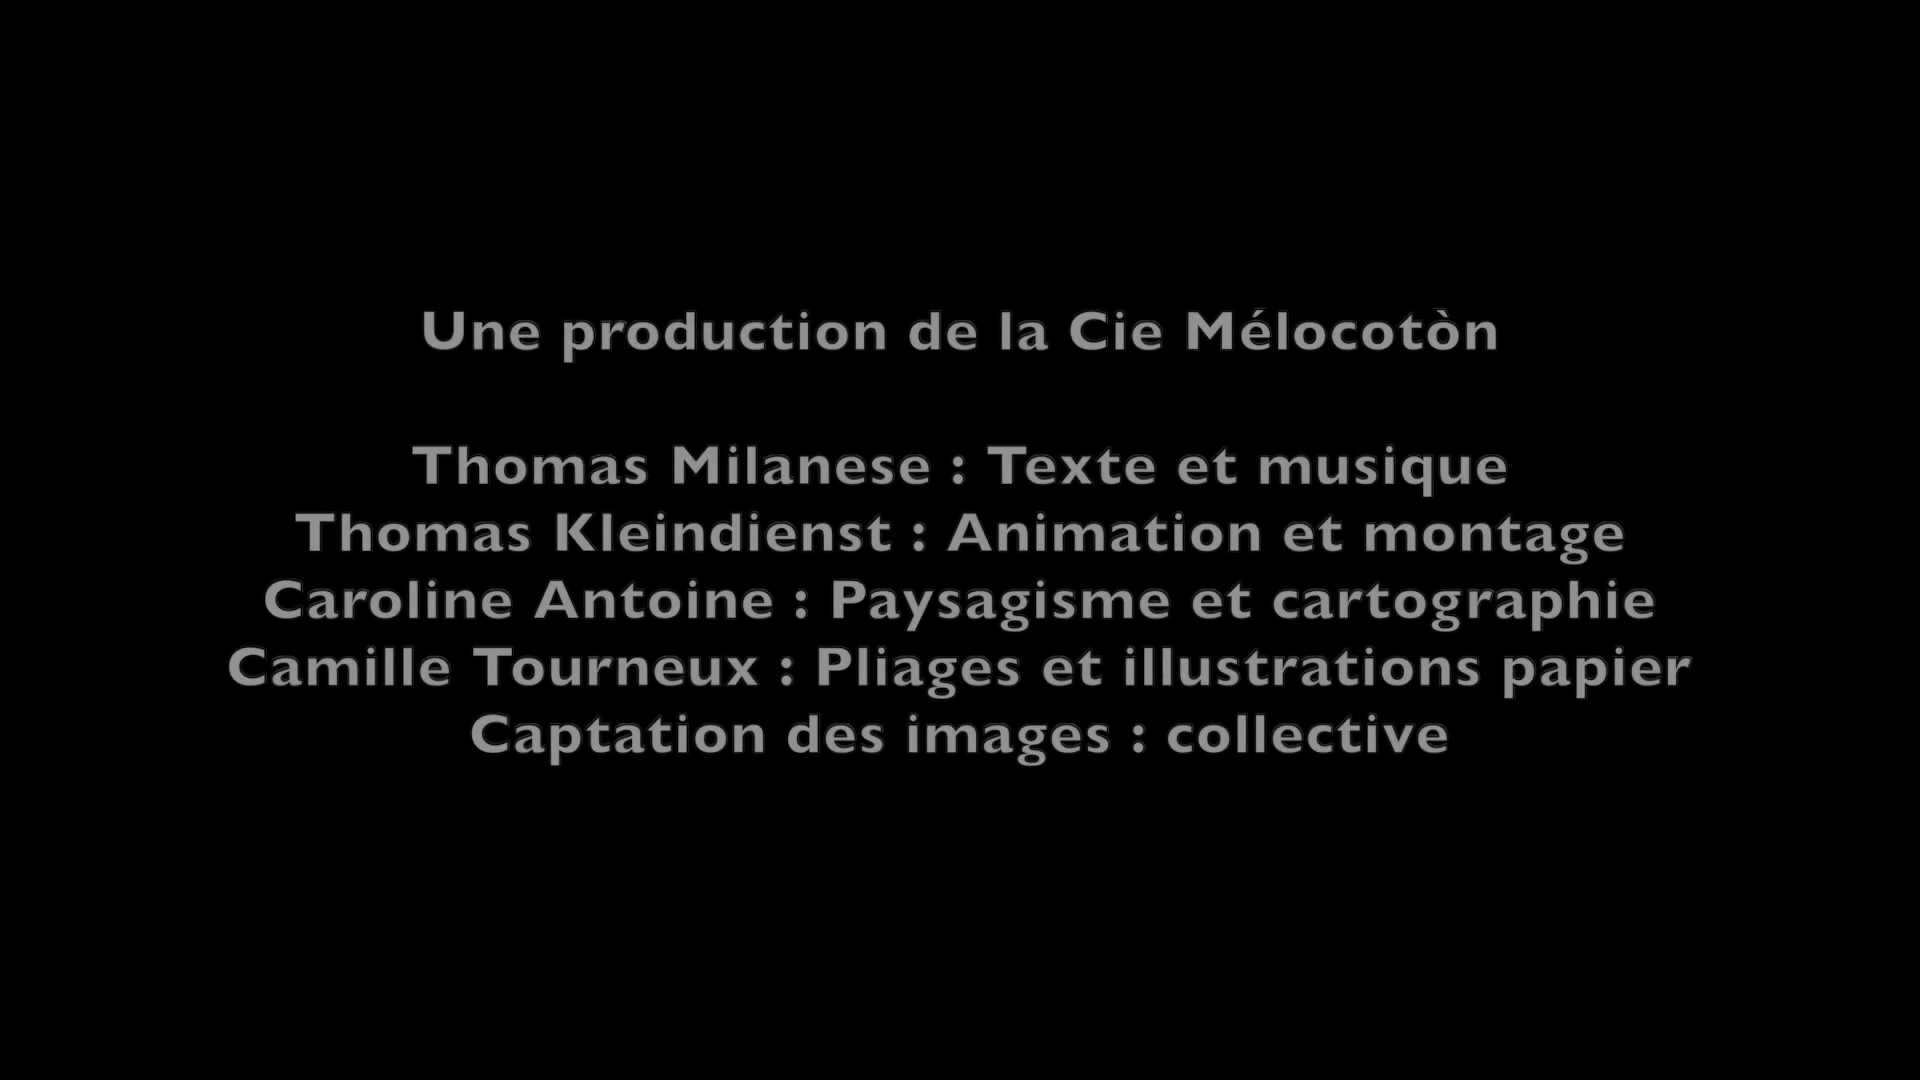 Une production de la Cie Mélocotòn
Thomas Milanese : Texte et musique
Thomas Kleindienst : Animation et montage
Caroline Antoine : Paysagisme et cartographie
Camille Tourneux : Pliages et illustrations papier
Captation des images : collective